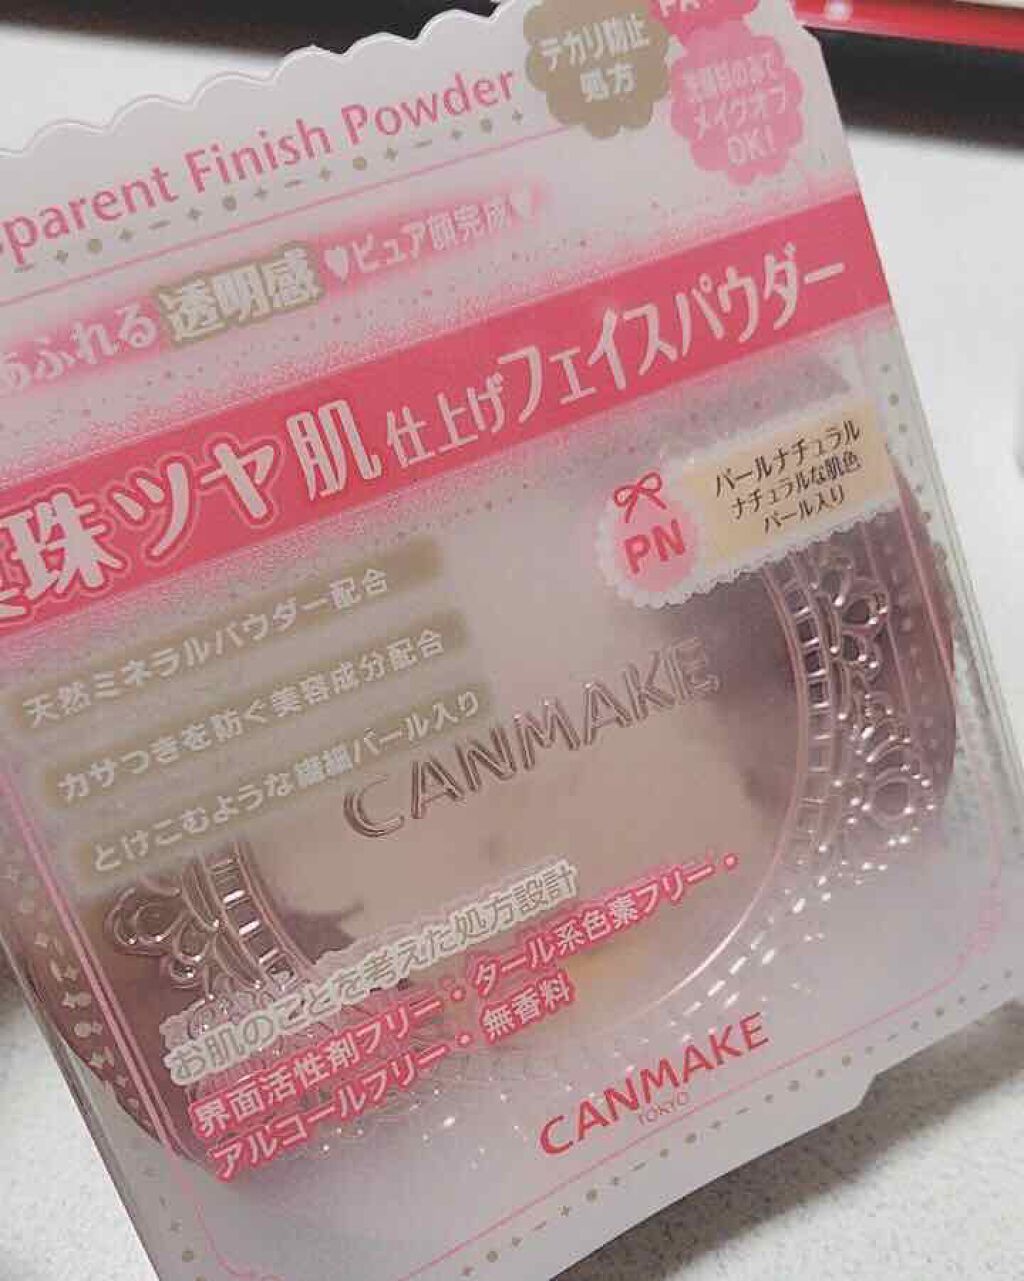 テカリ防止
処方
洗顔料のみで
メイクオフ
OK!
Finish Powder
あふれる透明感♥ピュア顔完成♥
真珠ツヤ肌仕上げフェイスパウダー
PN
パールナチュラル
ナチュラルな肌色
パール入り
天然ミネラルパウダー配合
カサつきを防ぐ美容成分配合
とけこむような繊細パール入り
CANMAKE
お肌のことを考えた処方設計
界面活性剤フリー・タール系色素フリー・
アルコールフリー・無香料
CANMAKE
TOKYO